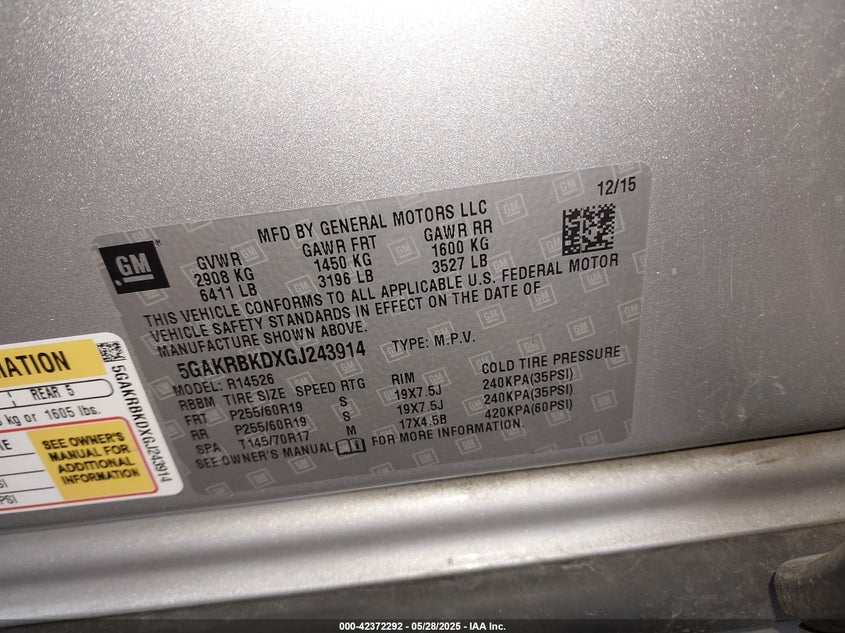 12/15
MFD BY GENERAL MOTORS LLC
GM
GVWR GAWR FRT GAWR RR
2908 KG 1450 KG 1600 KG
6411 LB 3196 LB 3527 LB
THIS VEHICLE CONFORMS TO ALL APPLICABLE U.S. FEDERAL MOTOR
VEHICLE SAFETY STANDARDS IN EFFECT ON THE DATE OF
MANUFACTURE SHOWN ABOVE.
5GAKRBKDXGJ243914 TYPE: M.P.V.
MODEL: R14526
RBBM TIRE SIZE SPEED RTG RIM COLD TIRE PRESSURE
FRT P255/60R19 S 19X7.5J 240KPA(35PSI)
RR P255/60R19 S 19X7.5J 240KPA(35PSI)
SPA T145/70R17 M 17X4.5B 420KPA(60PSI)
SEE OWNER'S MANUAL FOR MORE INFORMATION.
MATION
REAR 5
kg or 1605 lbs.
SEE OWNER'S
MANUAL FOR
ADDITIONAL
INFORMATION
PSI
5GAKRBKDXGJ243914
000-42372292 - 05/28/2025 - IAA Inc.